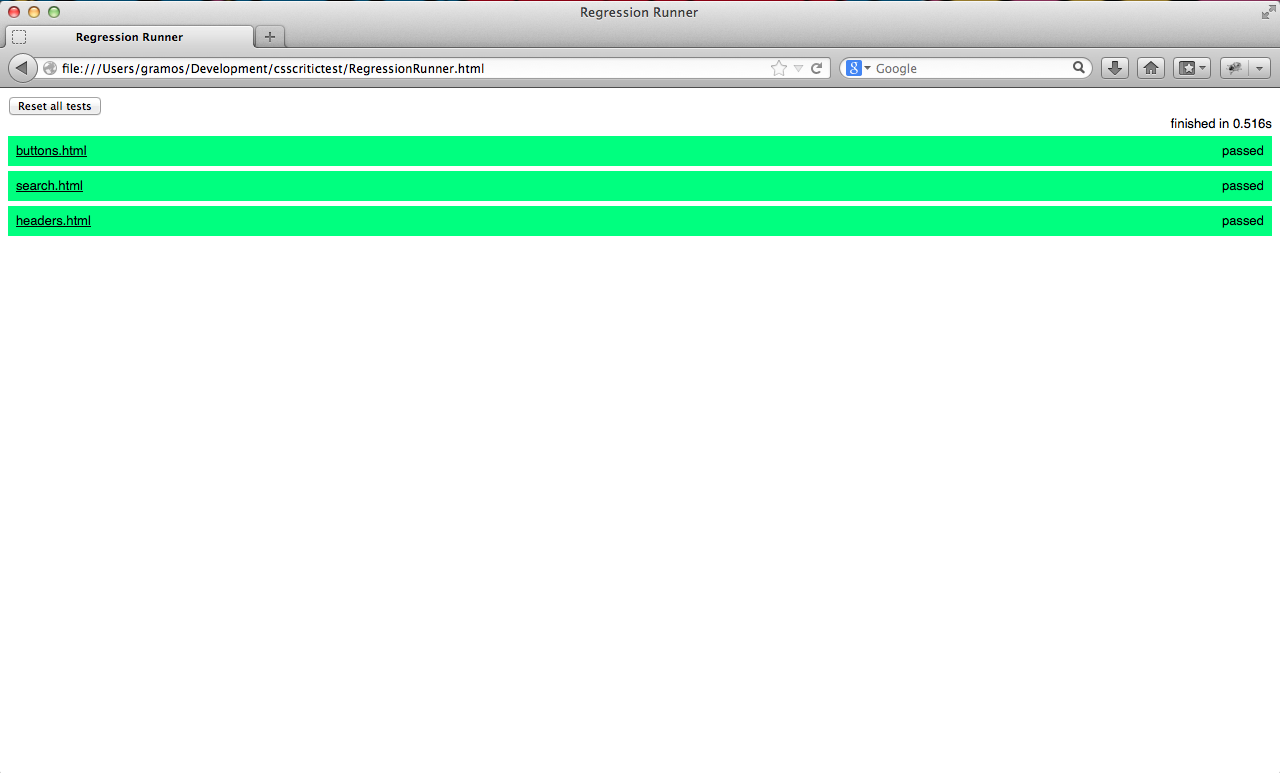 Regression Runner
Regression Runner
file:///Users/gramos/Development/csscritictest/RegressionRunner.html
Google
Reset all tests
finished in 0.516s
buttons.html passed
search.html passed
headers.html passed